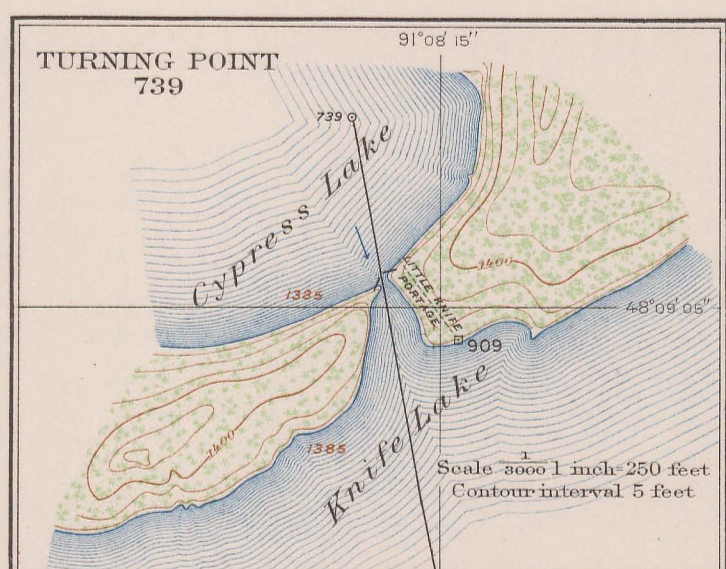 91°08'15"
TURNING POINT
739
739
Cypress Lake
LITTLE KNIFE
PORTAGE
1400
1385
48°09'05"
909
1400
1385
Knife Lake
Scale 1/3000 1 inch=250 feet
Contour interval 5 feet